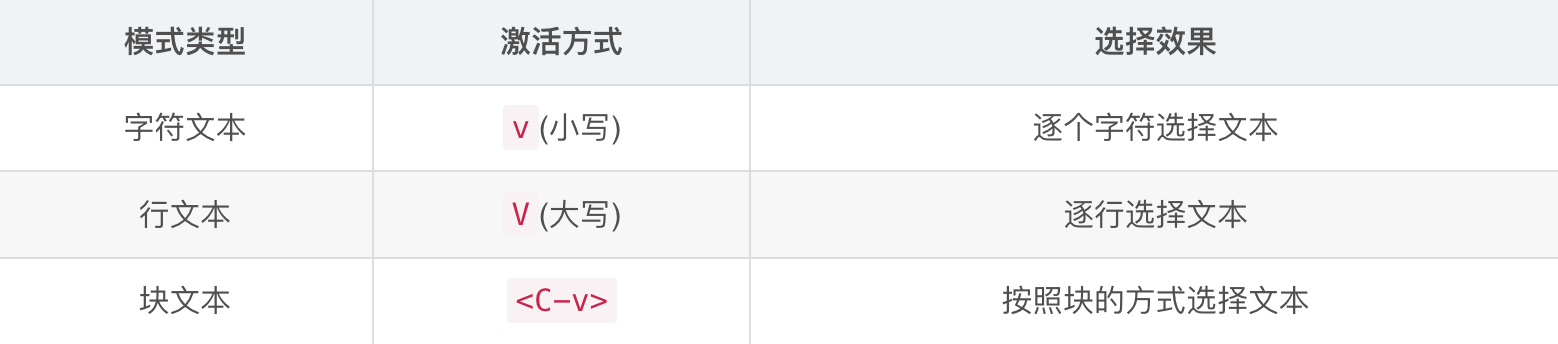 模式类型 激活方式 选择效果
字符文本 v(小写) 逐个字符选择文本
行文本 V(大写) 逐行选择文本
块文本 <C-v> 按照块的方式选择文本